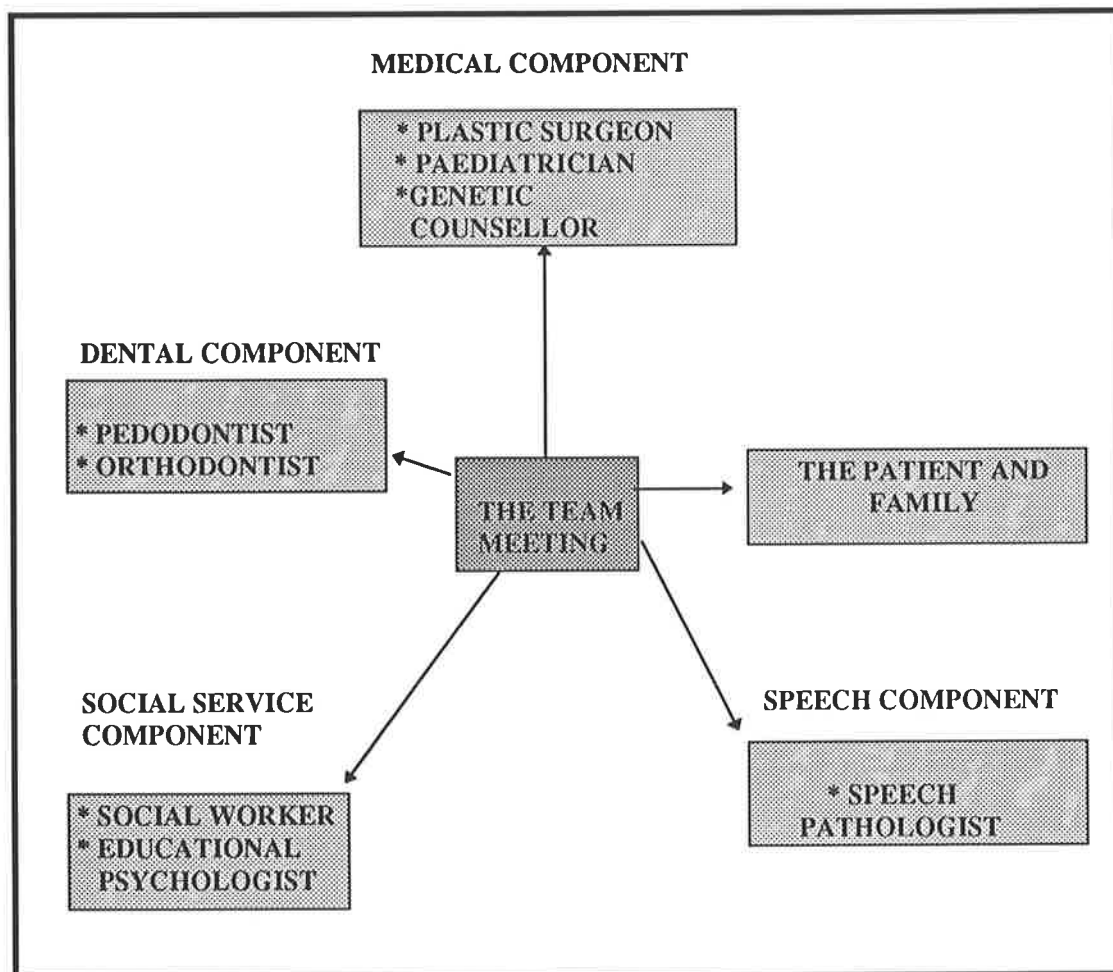 MEDICAL COMPONENT
* PLASTIC SURGEON
* PAEDIATRICIAN
*GENETIC
COUNSELLOR
DENTAL COMPONENT
* PEDODONTIST
* ORTHODONTIST
THE TEAM
MEETING
THE PATIENT AND
FAMILY
SOCIAL SERVICE
COMPONENT
* SOCIAL WORKER
* EDUCATIONAL
PSYCHOLOGIST
SPEECH COMPONENT
* SPEECH
PATHOLOGIST